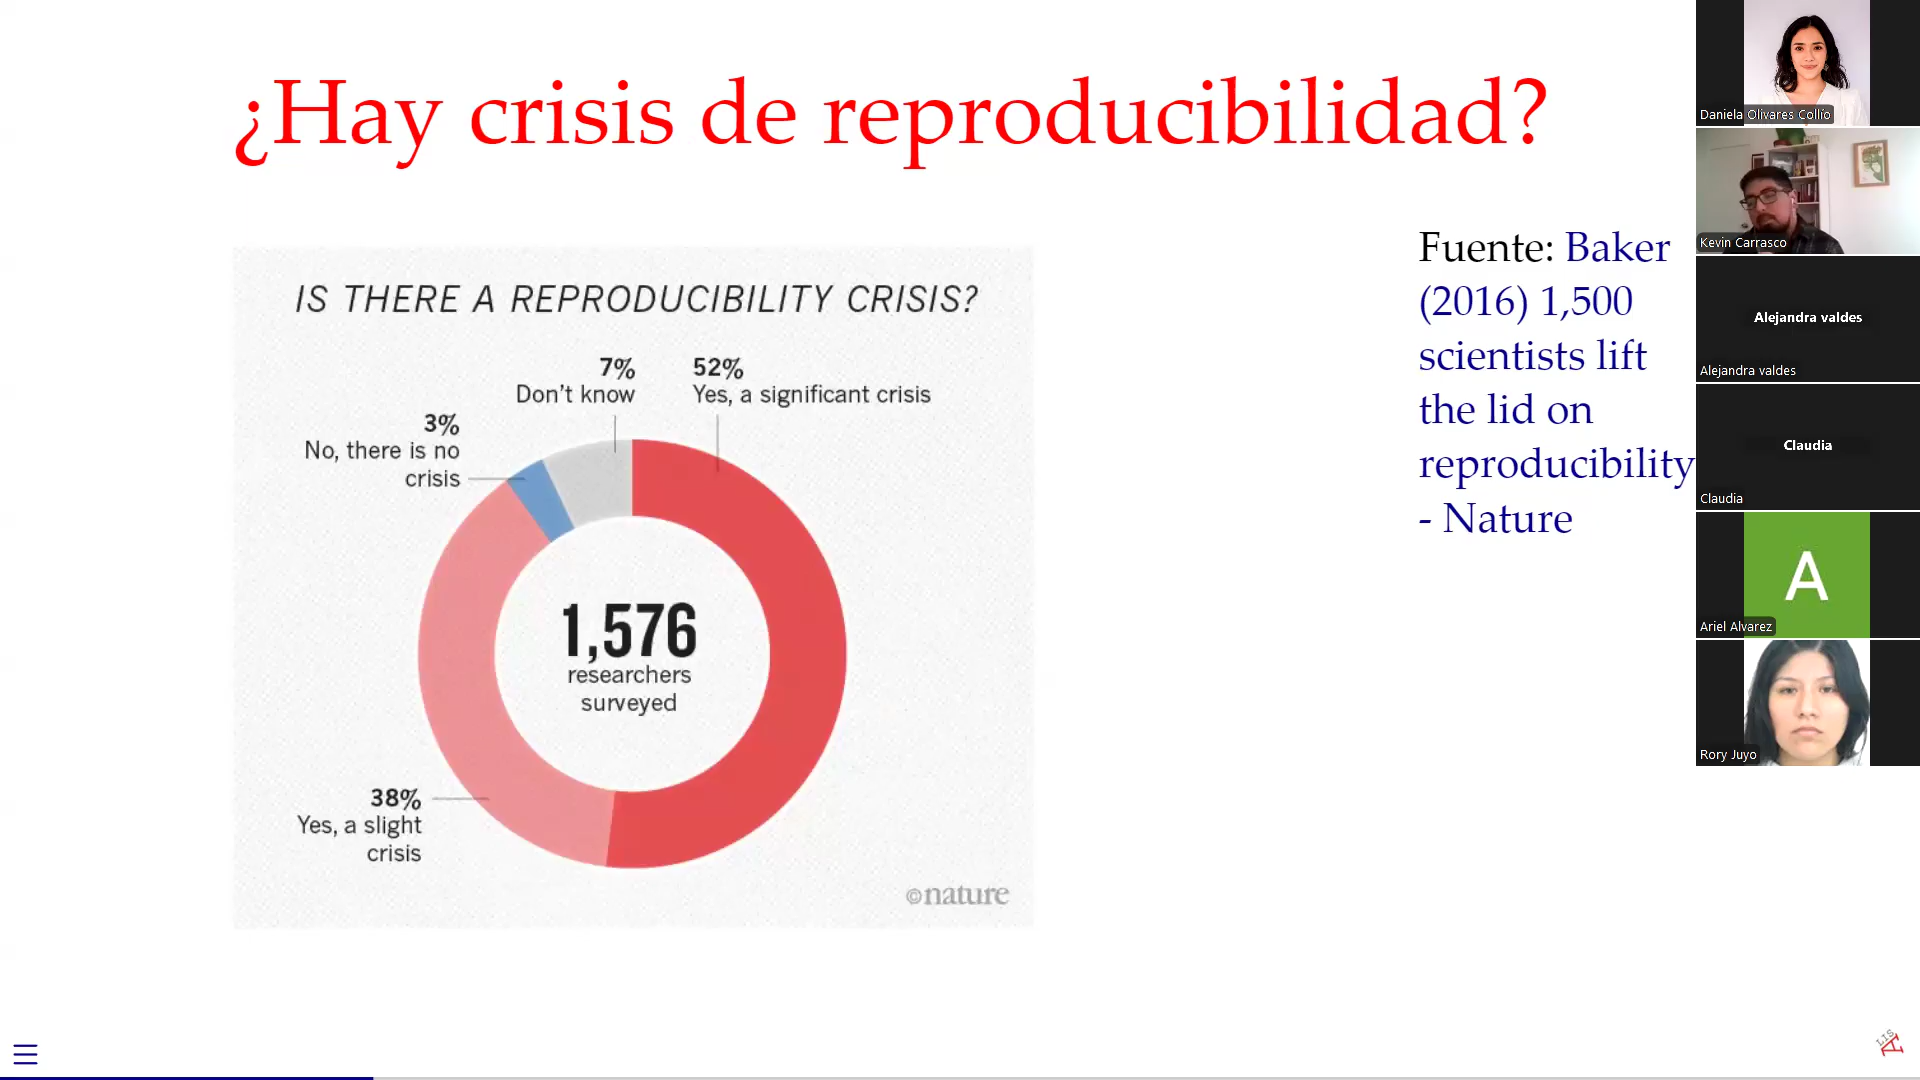 ¿Hay crisis de reproducibilidad?
IS THERE A REPRODUCIBILITY CRISIS?
7%
Don't know
52%
Yes, a significant crisis
3%
No, there is no
crisis
1,576
researchers
surveyed
38%
Yes, a slight
crisis
©nature
Fuente: Baker
(2016) 1,500
scientists lift
the lid on
reproducibility
- Nature
Daniela Olivares Collío
Kevin Carrasco
Alejandra valdes
Alejandra valdes
Claudia
Claudia
A
Ariel Alvarez
Rory Juyo
LISA